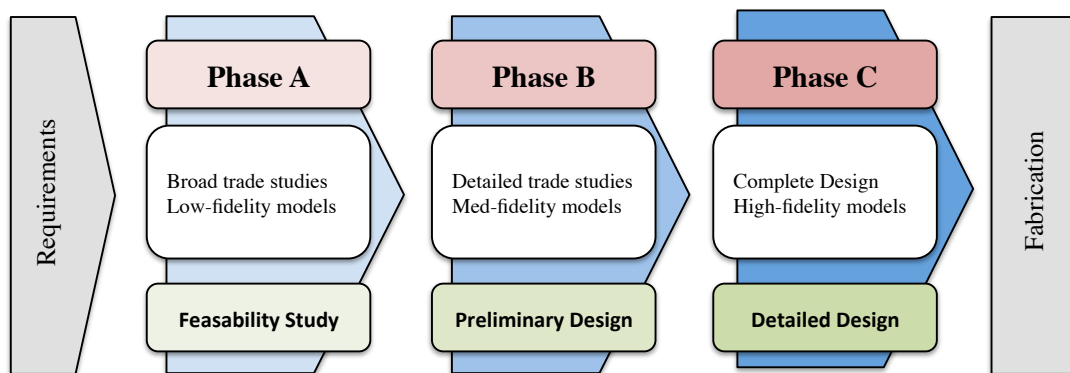 Requirements
Phase A
Broad trade studies
Low-fidelity models
Feasability Study
Phase B
Detailed trade studies
Med-fidelity models
Preliminary Design
Phase C
Complete Design
High-fidelity models
Detailed Design
Fabrication